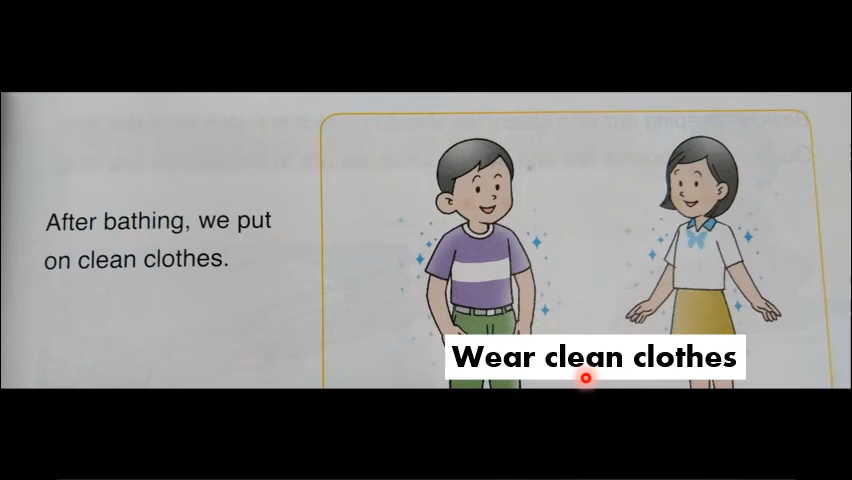 After bathing, we put
on clean clothes.
Wear clean clothes